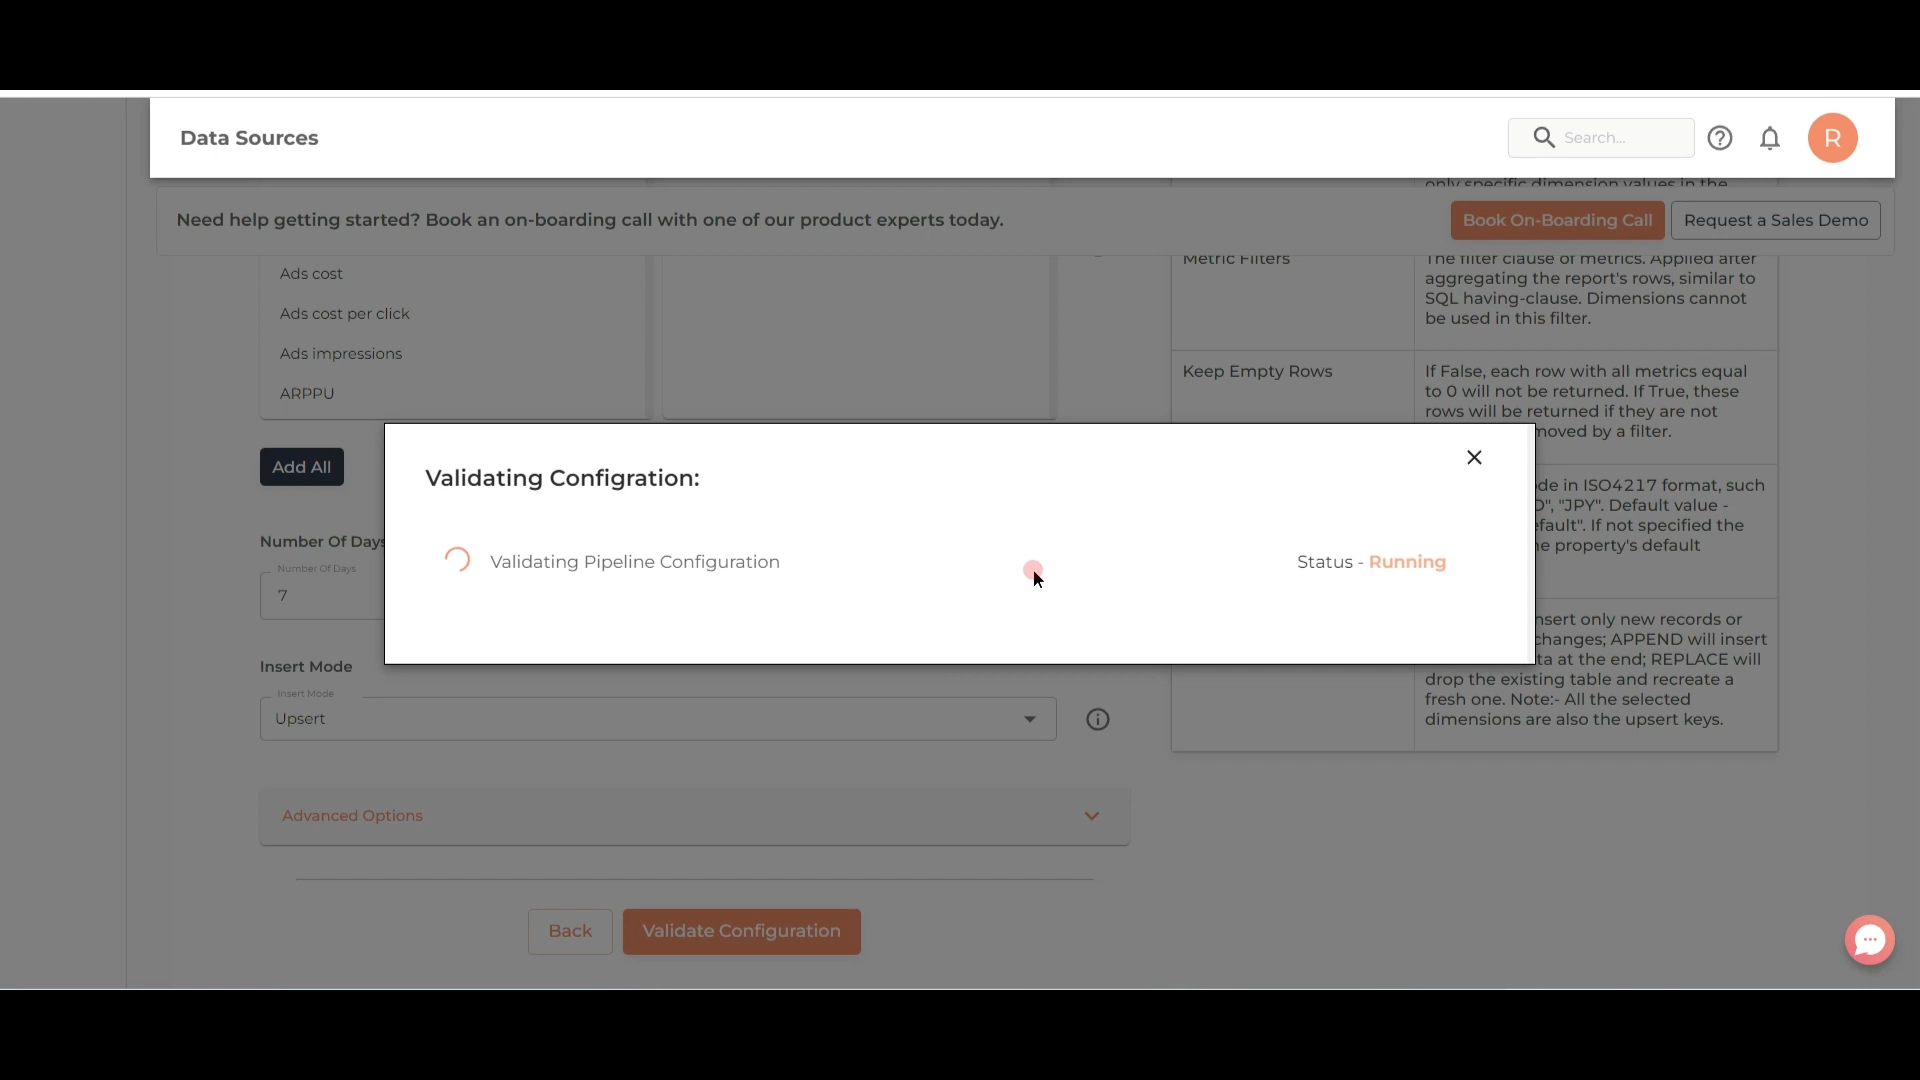 Data Sources
Search...
R
only specific dimension values in the
Need help getting started? Book an on-boarding call with one of our product experts today.
Book On-Boarding Call
Request a Sales Demo
Ads cost
Ads cost per click
Ads impressions
ARPPU
Add All
Metric Filters
The filter clause of metrics. Applied after
aggregating the report's rows, similar to
SQL having-clause. Dimensions cannot
be used in this filter.
Keep Empty Rows
If False, each row with all metrics equal
to 0 will not be returned. If True, these
rows will be returned if they are not
moved by a filter.
de in ISO4217 format, such
", "JPY". Default value -
efault". If not specified the
e property's default
nsert only new records or
changes; APPEND will insert
ta at the end; REPLACE will
drop the existing table and recreate a
fresh one. Note:- All the selected
dimensions are also the upsert keys.
Validating Configration:
Validating Pipeline Configuration
Status - Running
Number Of Days
Number Of Days
7
Insert Mode
Insert Mode
Upsert
Advanced Options
Back
Validate Configuration